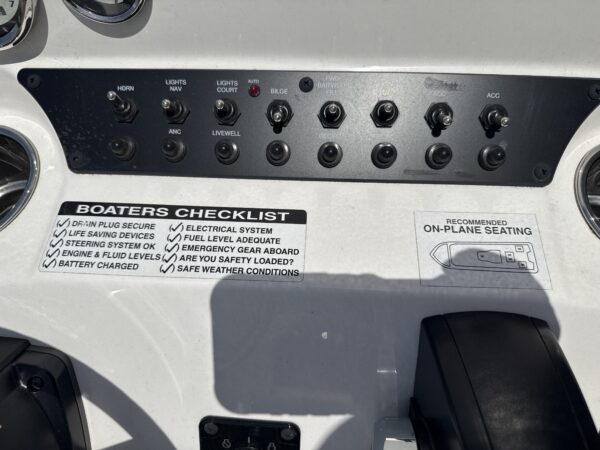 7
HORN
LIGHTS
NAV
LIGHTS
COURT
AUTO
BILGE
ACC
ANC
LIVEWELL
BOATERS CHECKLIST
DRAIN PLUG SECURE
LIFE SAVING DEVICES
STEERING SYSTEM OK
ENGINE & FLUID LEVELS
BATTERY CHARGED
ELECTRICAL SYSTEM
FUEL LEVEL ADEQUATE
EMERGENCY GEAR ABOARD
ARE YOU SAFETY LOADED?
SAFE WEATHER CONDITIONS
RECOMMENDED
ON-PLANE SEATING